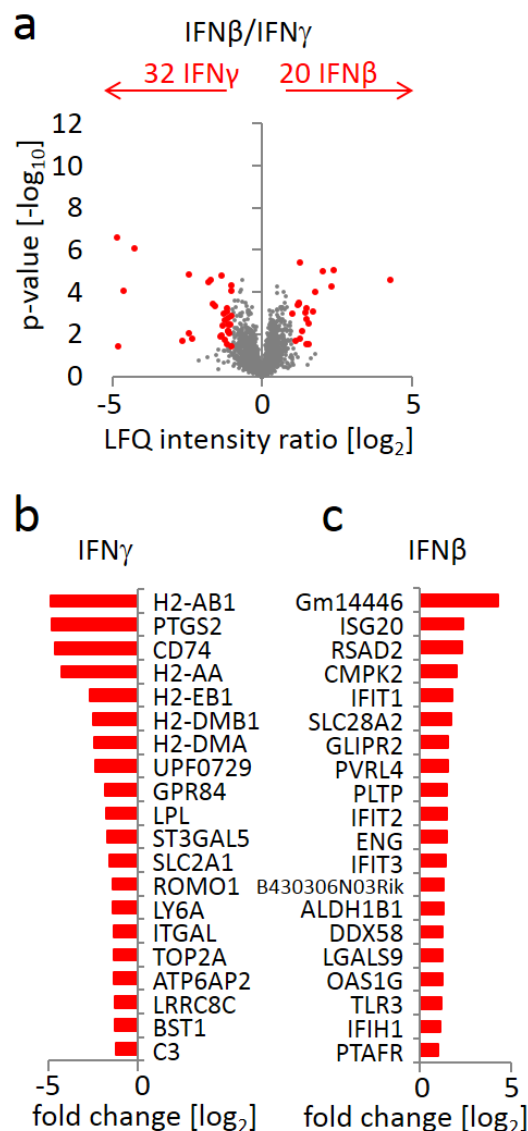 a
IFNβ/IFNγ
32 IFNγ
20 IFNβ
p-value [-log10]
12
10
8
6
4
2
0
-5
0
5
LFQ intensity ratio [log2]
b
IFNγ
H2-AB1
PTGS2
CD74
H2-AA
H2-EB1
H2-DMB1
H2-DMA
UPF0729
GPR84
LPL
ST3GAL5
SLC2A1
ROMO1
LY6A
ITGAL
TOP2A
ATP6AP2
LRRC8C
BST1
C3
-5
0
fold change [log2]
c
IFNβ
Gm14446
ISG20
RSAD2
CMPK2
IFIT1
SLC28A2
GLIPR2
PVRL4
PLTP
IFIT2
ENG
IFIT3
B430306N03Rik
ALDH1B1
DDX58
LGALS9
OAS1G
TLR3
IFIH1
PTAFR
0
5
fold change [log2]